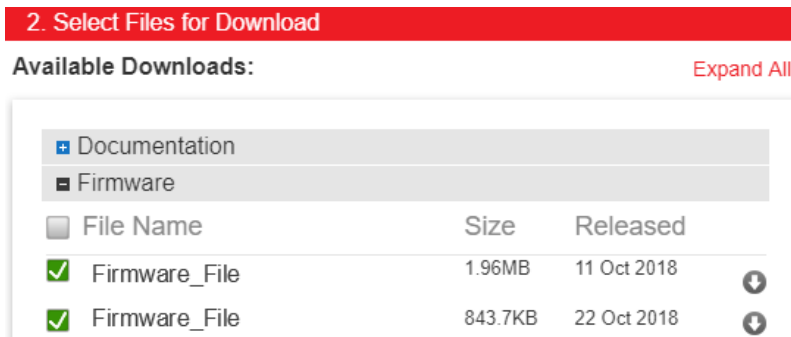 2. Select Files for Download
Available Downloads:
Expand All
Documentation
Firmware
File Name Size Released
Firmware_File 1.96MB 11 Oct 2018
Firmware_File 843.7KB 22 Oct 2018